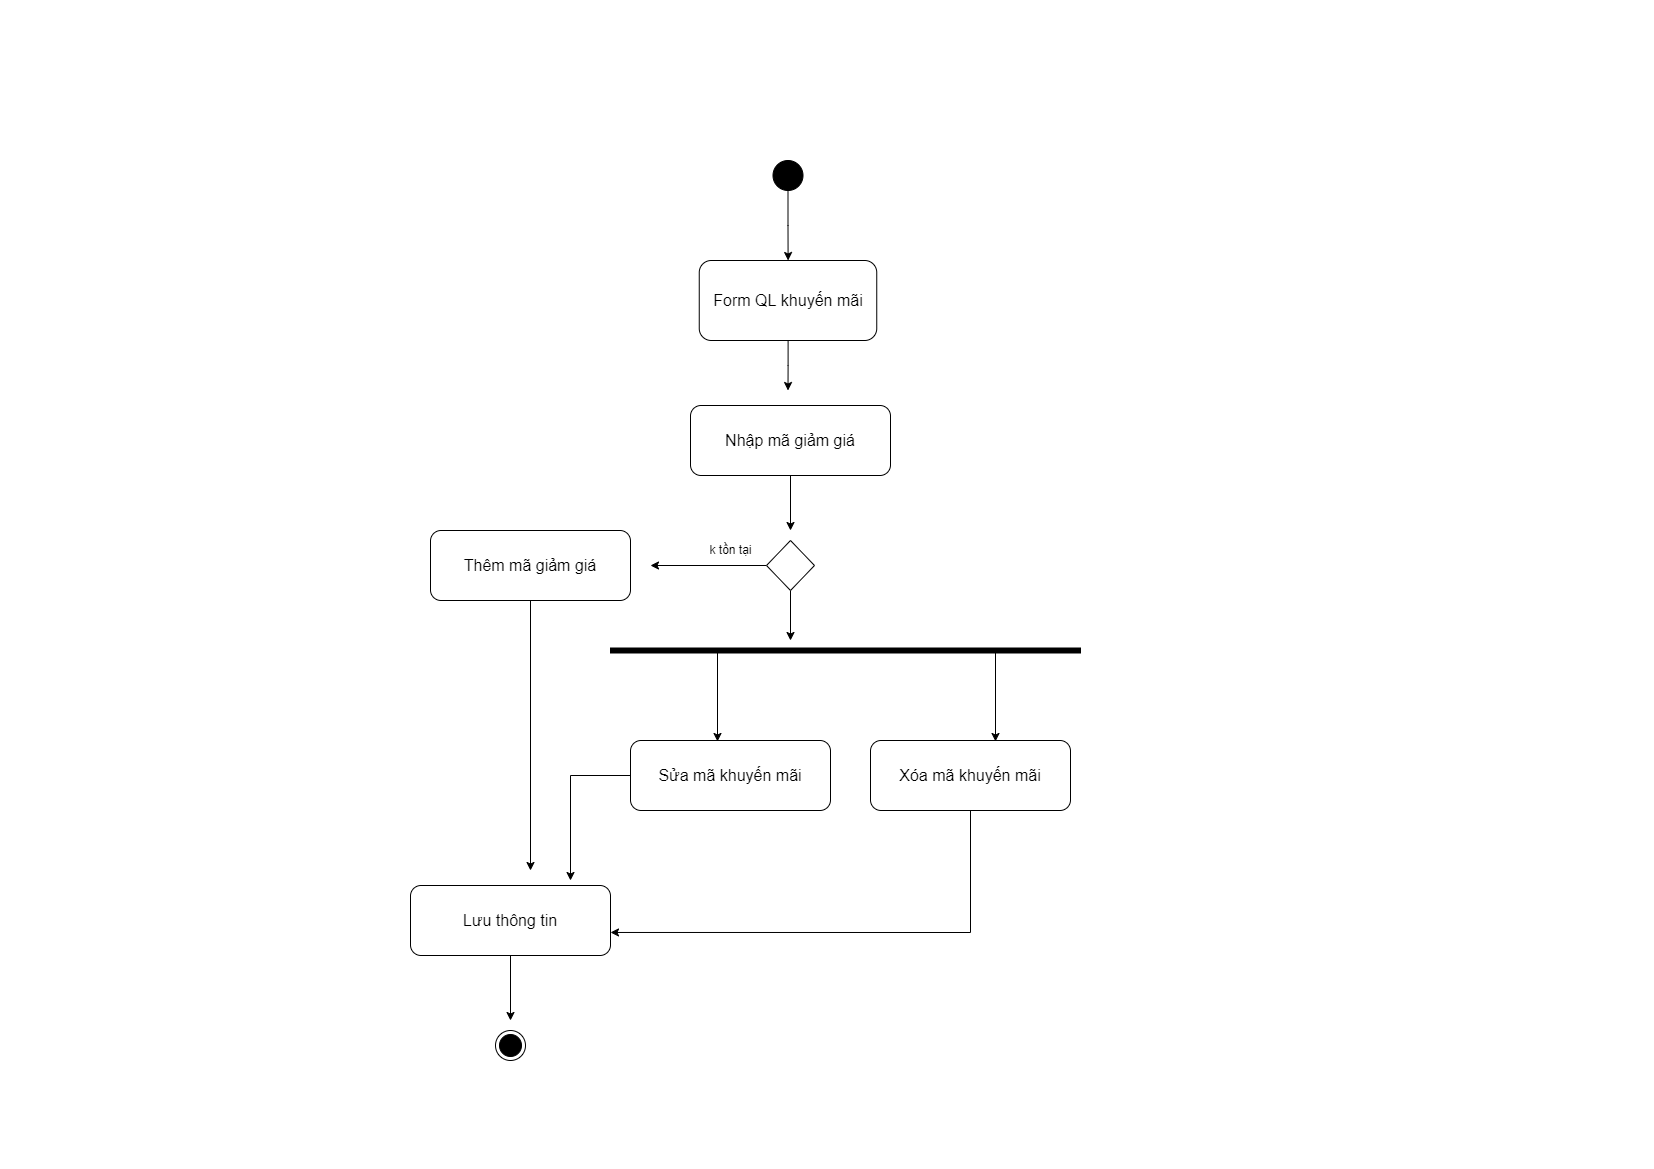 Form QL khuyến mãi
Nhập mã giảm giá
k tồn tại
Thêm mã giảm giá
Sửa mã khuyến mãi
Xóa mã khuyến mãi
Lưu thông tin